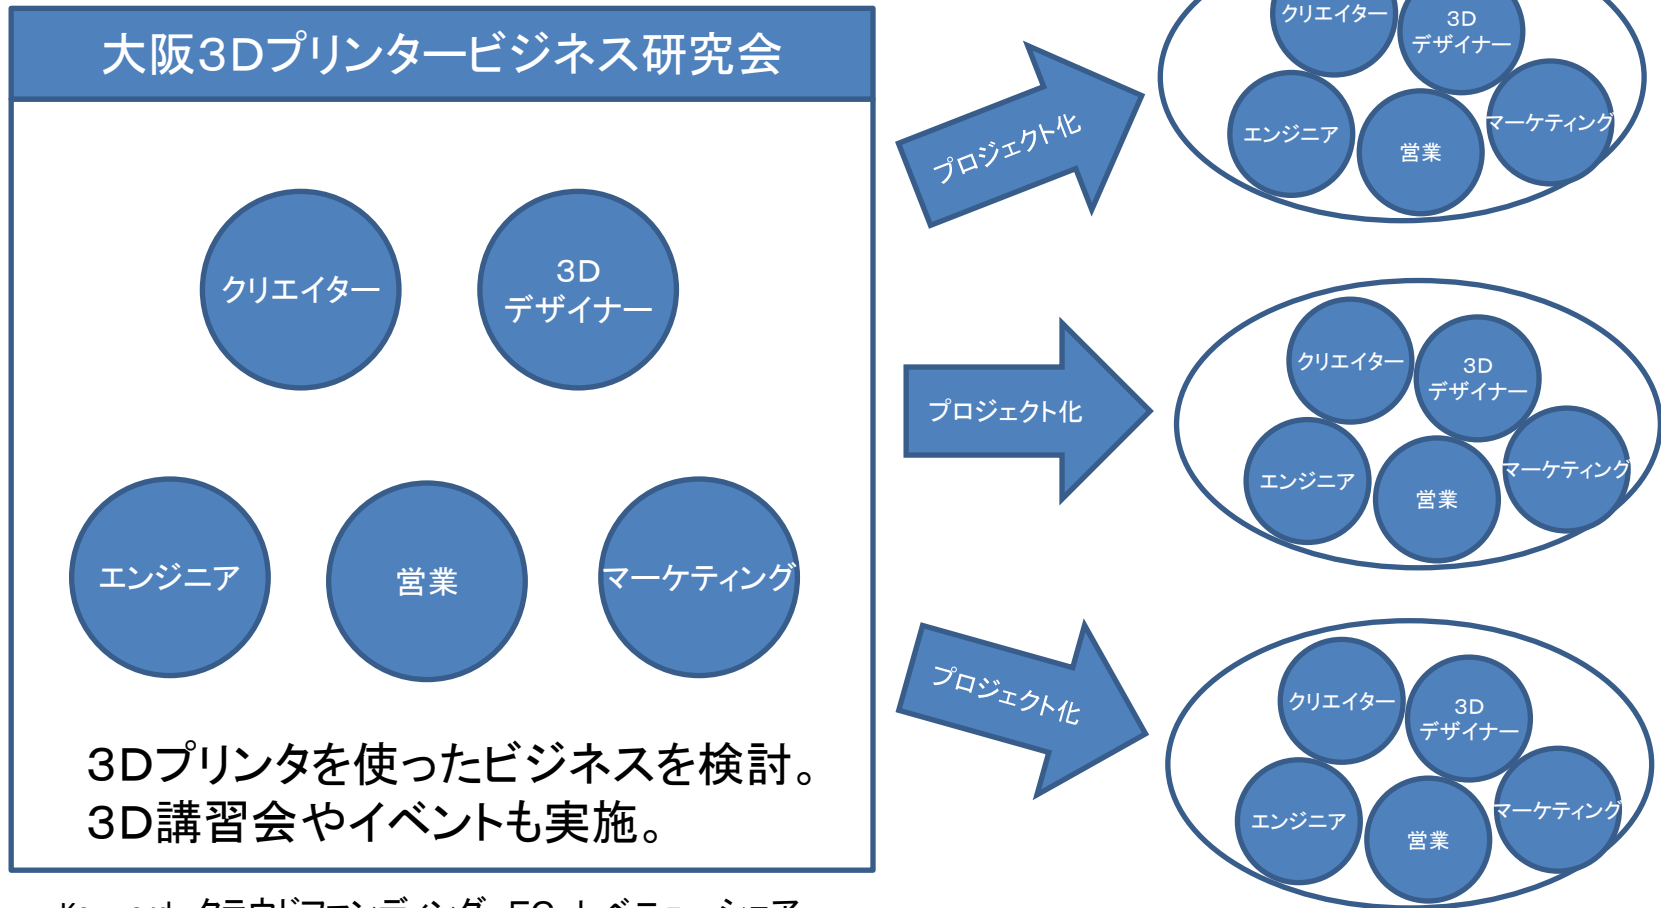 大阪3Dプリンタービジネス研究会
クリエイター
3D
デザイナー
エンジニア
営業
マーケティング
3Dプリンタを使ったビジネスを検討。
3D講習会やイベントも実施。
プロジェクト化
クリエイター
3D
デザイナー
エンジニア
営業
マーケティング
プロジェクト化
クリエイター
3D
デザイナー
エンジニア
営業
マーケティング
プロジェクト化
クリエイター
3D
デザイナー
エンジニア
営業
マーケティング